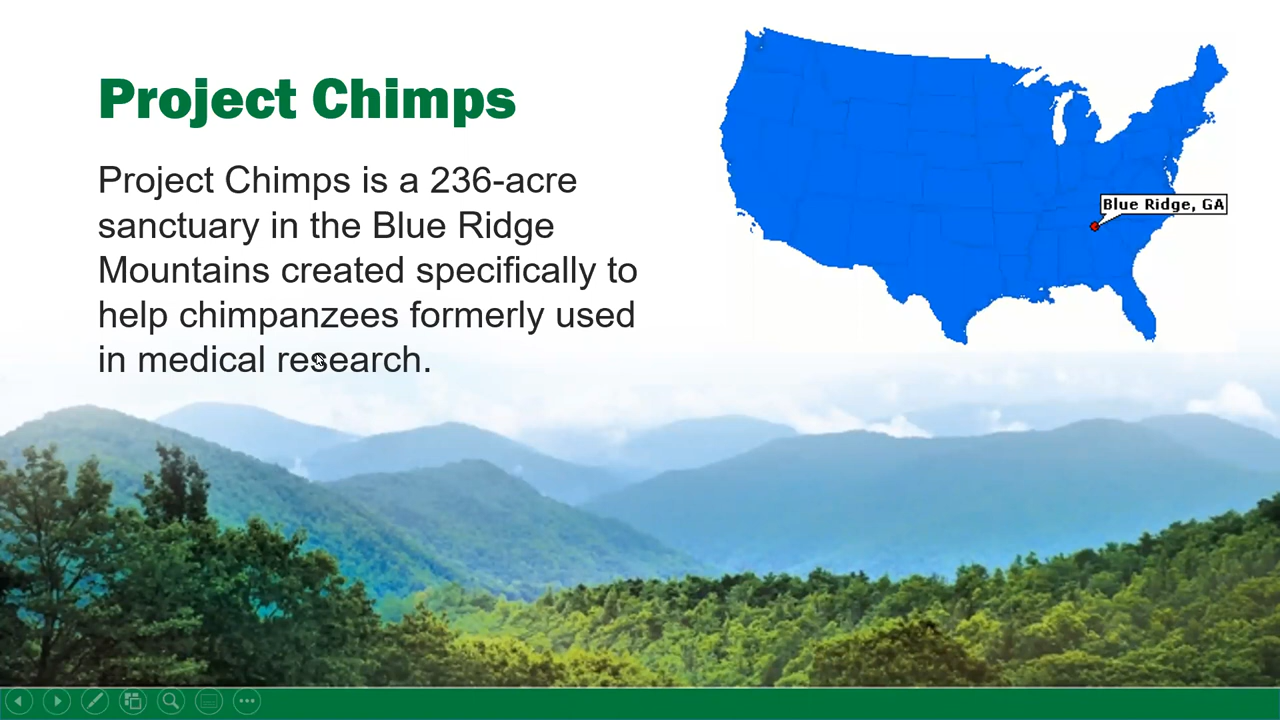 Project Chimps
Project Chimps is a 236-acre
sanctuary in the Blue Ridge
Mountains created specifically to
help chimpanzees formerly used
in medical research.
Blue Ridge, GA